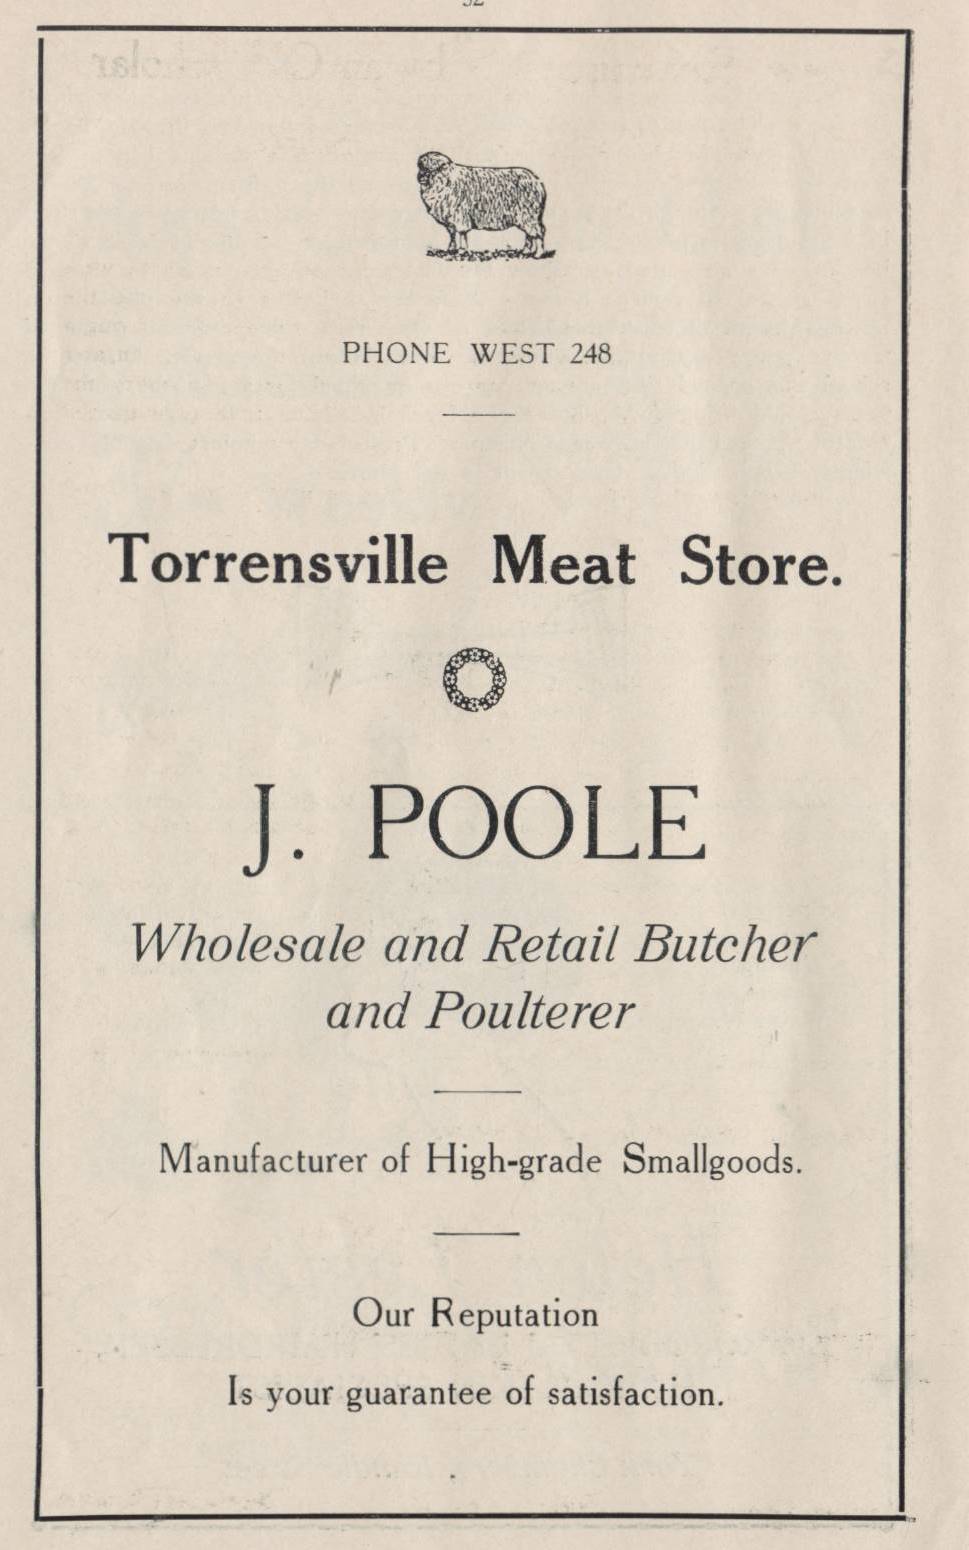 PHONE WEST 248
Torrensville Meat Store.
J. POOLE
Wholesale and Retail Butcher
and Poulterer
Manufacturer of High-grade Smallgoods.
Our Reputation
Is your guarantee of satisfaction.